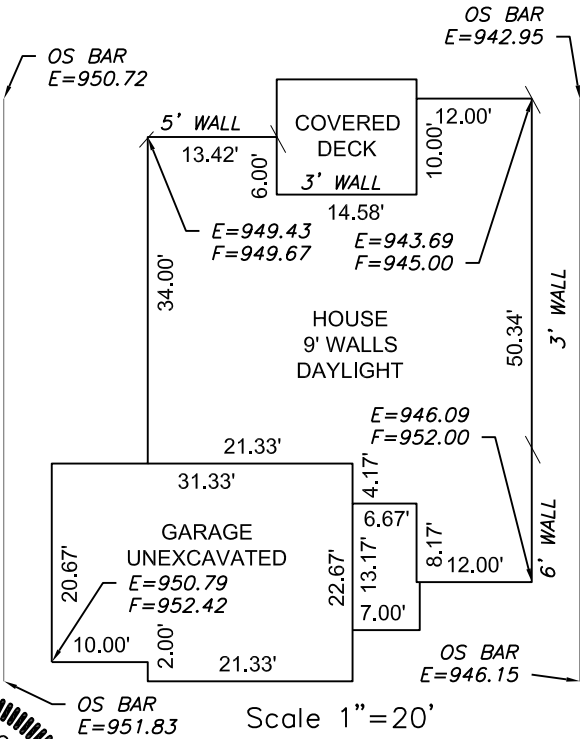 OS BAR
E=942.95
OS BAR
E=950.72
5' WALL
13.42'
6.00'
COVERED
DECK
3' WALL
14.58'
12.00'
10.00'
E=949.43
F=949.67
E=943.69
F=945.00
34.00'
HOUSE
9' WALLS
DAYLIGHT
50.34'
3' WALL
E=946.09
F=952.00
21.33'
31.33'
4.17'
6.67'
GARAGE
UNEXCAVATED
20.67'
22.67'
13.17'
8.17'
12.00'
6' WALL
E=950.79
F=952.42
7.00'
10.00'
2.00'
21.33'
OS BAR
E=946.15
OS BAR
E=951.83
Scale 1"=20'